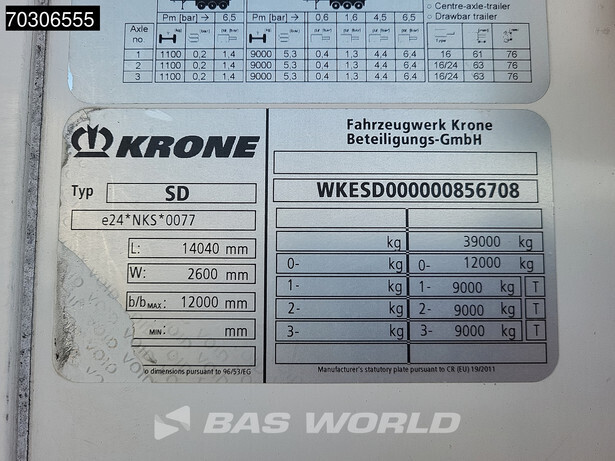 70306555
Centre-axle-trailer
Drawbar trailer
Pm [bar] → 6,5 Pm [bar] → 0,6 1,6 4,5 6,5
Axle no.
1 1100 0,2 1,4 9000 5,3 0,4 1,3 4,4 6,4 16 61 76
2 1100 0,2 1,4 9000 5,3 0,4 1,3 4,4 6,4 16/24 63 76
3 1100 0,2 1,4 9000 5,3 0,4 1,3 4,4 6,4 16/24 63 76
KRONE
Fahrzeugwerk Krone
Beteiligungs-GmbH
Typ SD
WKESD000000856708
e24*NKS*0077
L: 14040 mm
W: 2600 mm
b/b MAX: 12000 mm
MIN: mm
kg 39000 kg
0- kg 0- 12000 kg
1- kg 1- 9000 kg T
2- kg 2- 9000 kg T
3- kg 3- 9000 kg T
o dimensions pursuant to 96/53/EG
Manufacturer's statutory plate pursuant to CR (EU) 19/2011
VOID
BAS WORLD